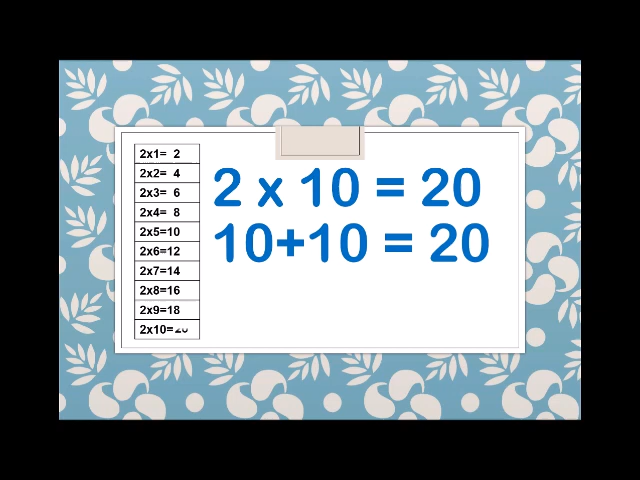 2x1= 2
2x2= 4
2x3= 6
2x4= 8
2x5=10
2x6=12
2x7=14
2x8=16
2x9=18
2x10=
2 x 10 = 20
10+10 = 20